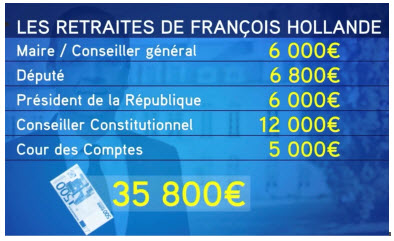 LES RETRAITES DE FRANÇOIS HOLLANDE
Maire / Conseiller général 6 000€
Député 6 800€
Président de la République 6 000€
Conseiller Constitutionnel 12 000€
Cour des Comptes 5 000€
500
35 800€